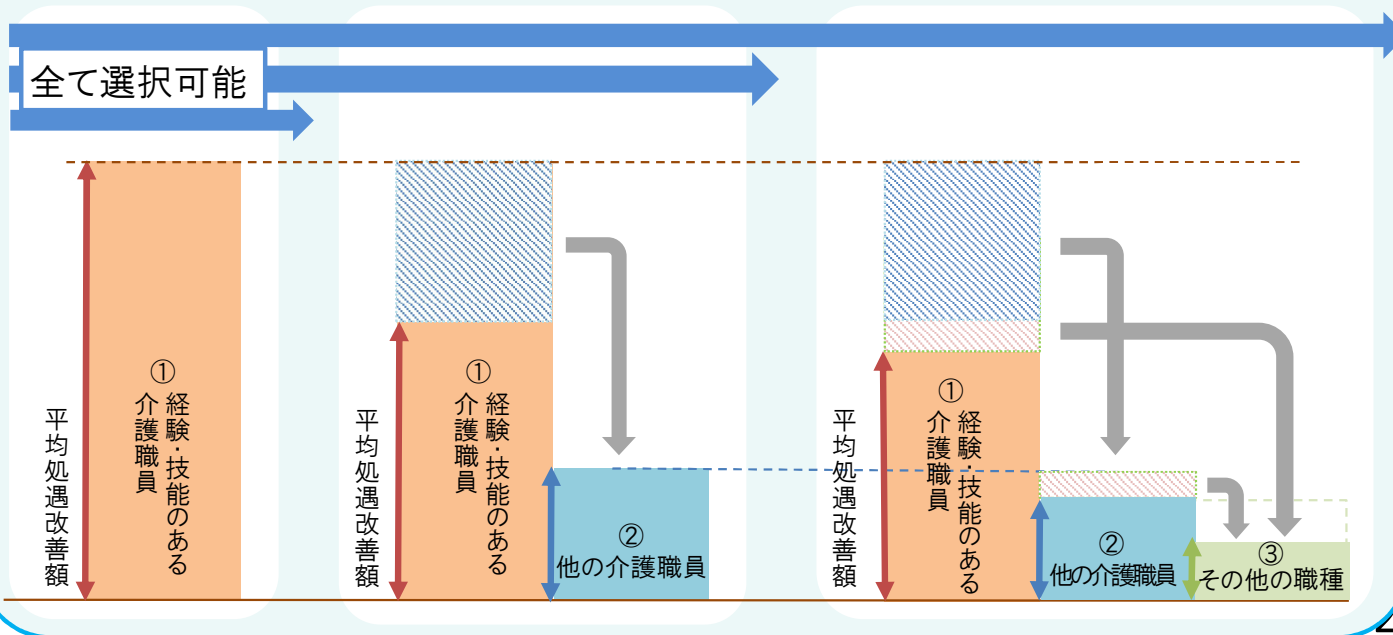 全て選択可能
平均処遇改善額
①
経験・技能のある
介護職員
平均処遇改善額
①
経験・技能のある
介護職員
②
他の介護職員
平均処遇改善額
①
経験・技能のある
介護職員
②
他の介護職員
③
その他の職種